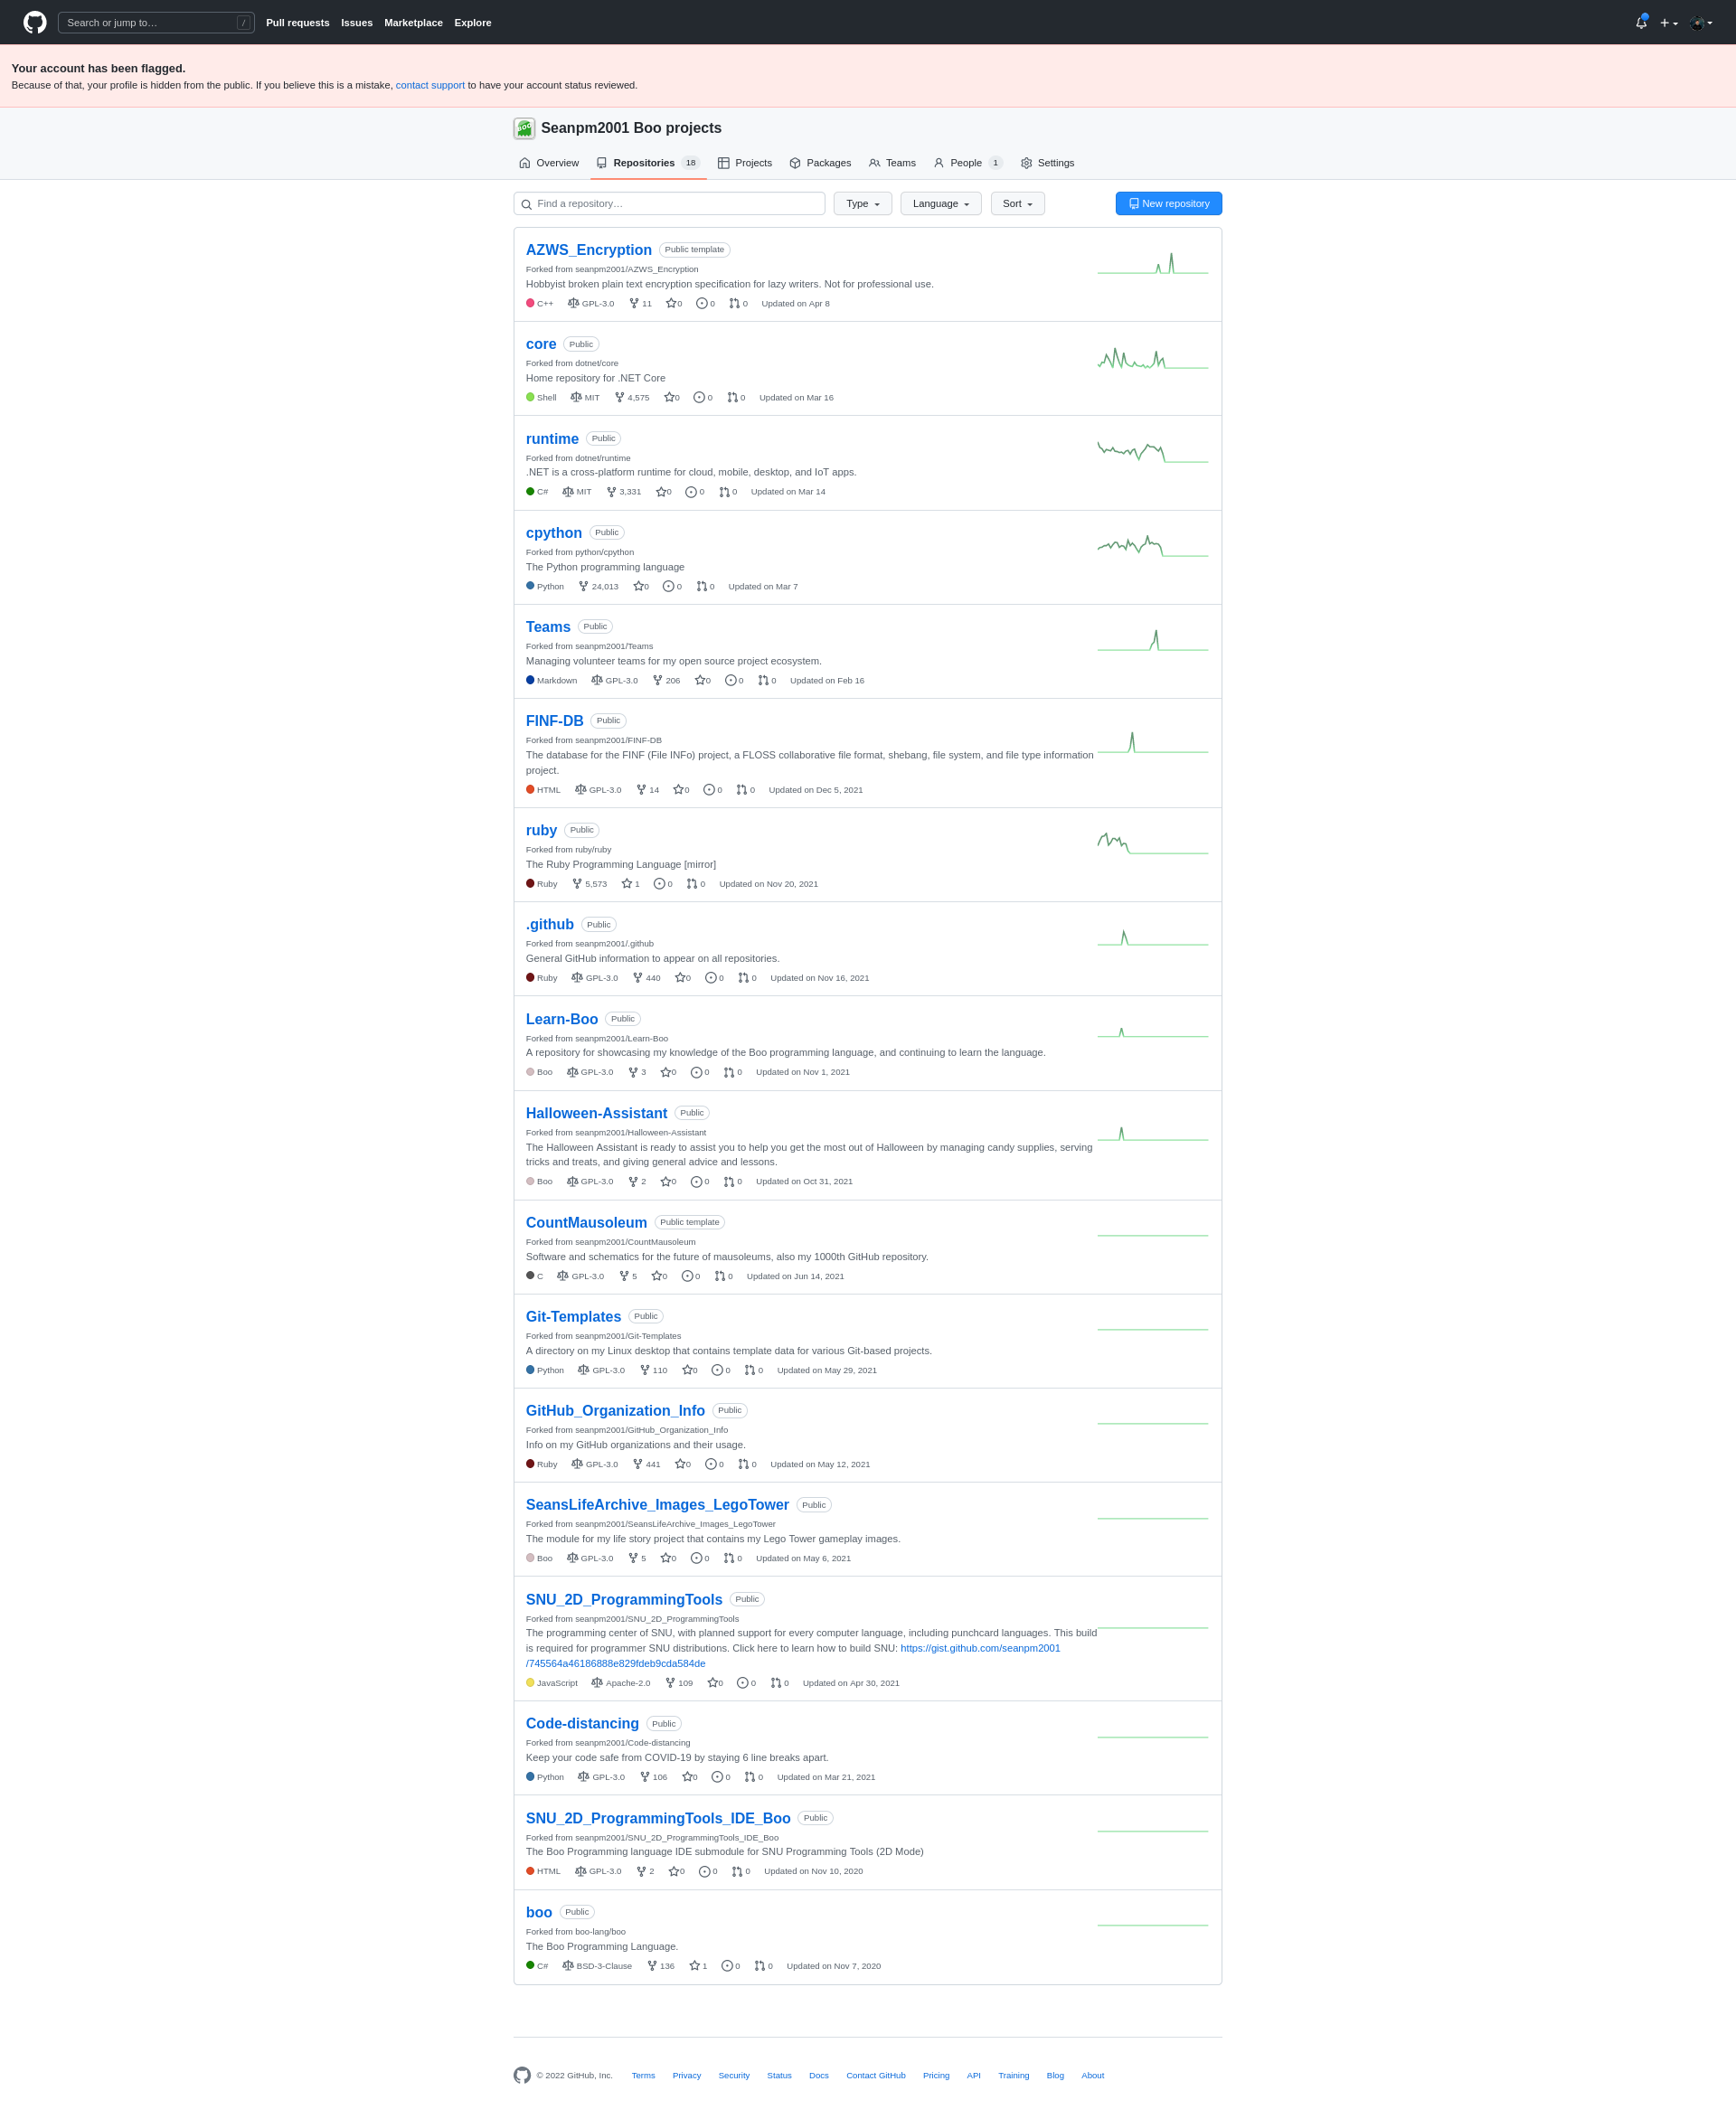 Search or jump to…
/
Pull requests Issues Marketplace Explore
Your account has been flagged.
Because of that, your profile is hidden from the public. If you believe this is a mistake, contact support to have your account status reviewed.
BOO
Seanpm2001 Boo projects
Overview Repositories 18 Projects Packages Teams People 1 Settings
Find a repository… Type Language Sort New repository
AZWS_Encryption Public template
Forked from seanpm2001/AZWS_Encryption
Hobbyist broken plain text encryption specification for lazy writers. Not for professional use.
C++ GPL-3.0 11 0 0 0 Updated on Apr 8
core Public
Forked from dotnet/core
Home repository for .NET Core
Shell MIT 4,575 0 0 0 Updated on Mar 16
runtime Public
Forked from dotnet/runtime
.NET is a cross-platform runtime for cloud, mobile, desktop, and IoT apps.
C# MIT 3,331 0 0 0 Updated on Mar 14
cpython Public
Forked from python/cpython
The Python programming language
Python 24,013 0 0 0 Updated on Mar 7
Teams Public
Forked from seanpm2001/Teams
Managing volunteer teams for my open source project ecosystem.
Markdown GPL-3.0 206 0 0 0 Updated on Feb 16
FINF-DB Public
Forked from seanpm2001/FINF-DB
The database for the FINF (File INFo) project, a FLOSS collaborative file format, shebang, file system, and file type information
project.
HTML GPL-3.0 14 0 0 0 Updated on Dec 5, 2021
ruby Public
Forked from ruby/ruby
The Ruby Programming Language [mirror]
Ruby 5,573 1 0 0 Updated on Nov 20, 2021
.github Public
Forked from seanpm2001/.github
General GitHub information to appear on all repositories.
Ruby GPL-3.0 440 0 0 0 Updated on Nov 16, 2021
Learn-Boo Public
Forked from seanpm2001/Learn-Boo
A repository for showcasing my knowledge of the Boo programming language, and continuing to learn the language.
Boo GPL-3.0 3 0 0 0 Updated on Nov 1, 2021
Halloween-Assistant Public
Forked from seanpm2001/Halloween-Assistant
The Halloween Assistant is ready to assist you to help you get the most out of Halloween by managing candy supplies, serving
tricks and treats, and giving general advice and lessons.
Boo GPL-3.0 2 0 0 0 Updated on Oct 31, 2021
CountMausoleum Public template
Forked from seanpm2001/CountMausoleum
Software and schematics for the future of mausoleums, also my 1000th GitHub repository.
C GPL-3.0 5 0 0 0 Updated on Jun 14, 2021
Git-Templates Public
Forked from seanpm2001/Git-Templates
A directory on my Linux desktop that contains template data for various Git-based projects.
Python GPL-3.0 110 0 0 0 Updated on May 29, 2021
GitHub_Organization_Info Public
Forked from seanpm2001/GitHub_Organization_Info
Info on my GitHub organizations and their usage.
Ruby GPL-3.0 441 0 0 0 Updated on May 12, 2021
SeansLifeArchive_Images_LegoTower Public
Forked from seanpm2001/SeansLifeArchive_Images_LegoTower
The module for my life story project that contains my Lego Tower gameplay images.
Boo GPL-3.0 5 0 0 0 Updated on May 6, 2021
SNU_2D_ProgrammingTools Public
Forked from seanpm2001/SNU_2D_ProgrammingTools
The programming center of SNU, with planned support for every computer language, including punchcard languages. This build
is required for programmer SNU distributions. Click here to learn how to build SNU: https://gist.github.com/seanpm2001
/745564a46186888e829fdeb9cda584de
JavaScript Apache-2.0 109 0 0 0 Updated on Apr 30, 2021
Code-distancing Public
Forked from seanpm2001/Code-distancing
Keep your code safe from COVID-19 by staying 6 line breaks apart.
Python GPL-3.0 106 0 0 0 Updated on Mar 21, 2021
SNU_2D_ProgrammingTools_IDE_Boo Public
Forked from seanpm2001/SNU_2D_ProgrammingTools_IDE_Boo
The Boo Programming language IDE submodule for SNU Programming Tools (2D Mode)
HTML GPL-3.0 2 0 0 0 Updated on Nov 10, 2020
boo Public
Forked from boo-lang/boo
The Boo Programming Language.
C# BSD-3-Clause 136 1 0 0 Updated on Nov 7, 2020
© 2022 GitHub, Inc. Terms Privacy Security Status Docs Contact GitHub Pricing API Training Blog About